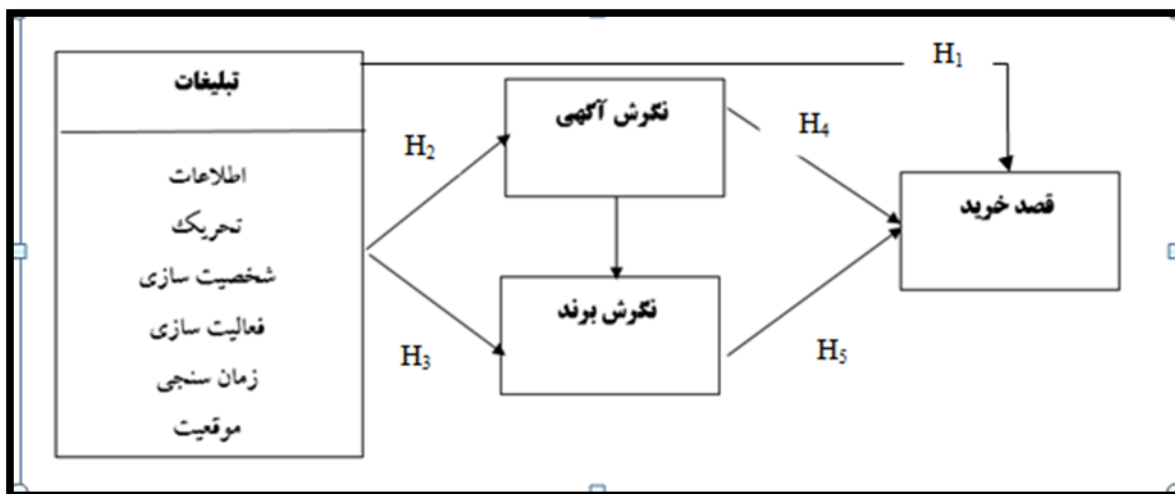 تبلیغات
اطلاعات
تحریک
شخصیت سازی
فعالیت سازی
زمان سنجی
موقعیت
H₂
H₃
نگرش آگهی
نگرش برند
H₁
H₄
H₅
قصد خرید